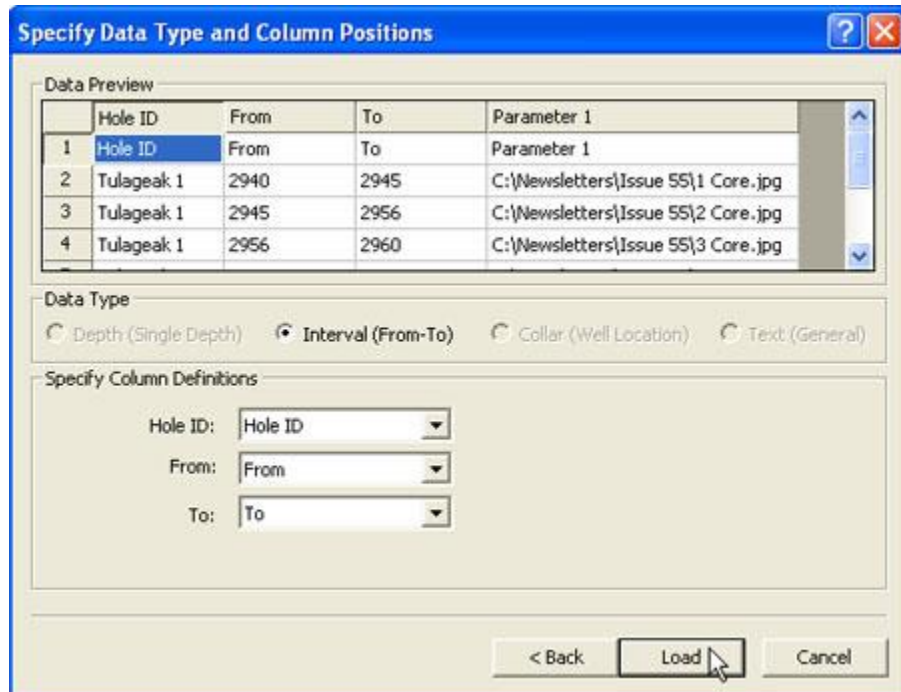 Specify Data Type and Column Positions
Data Preview
Hole ID From To Parameter 1
1 Hole ID From To Parameter 1
2 Tulageak 1 2940 2945 C:\Newsletters\Issue 55\1 Core.jpg
3 Tulageak 1 2945 2956 C:\Newsletters\Issue 55\2 Core.jpg
4 Tulageak 1 2956 2960 C:\Newsletters\Issue 55\3 Core.jpg
Data Type
Depth (Single Depth) Interval (From-To) Collar (Well Location) Text (General)
Specify Column Definitions
Hole ID: Hole ID
From: From
To: To
< Back Load Cancel